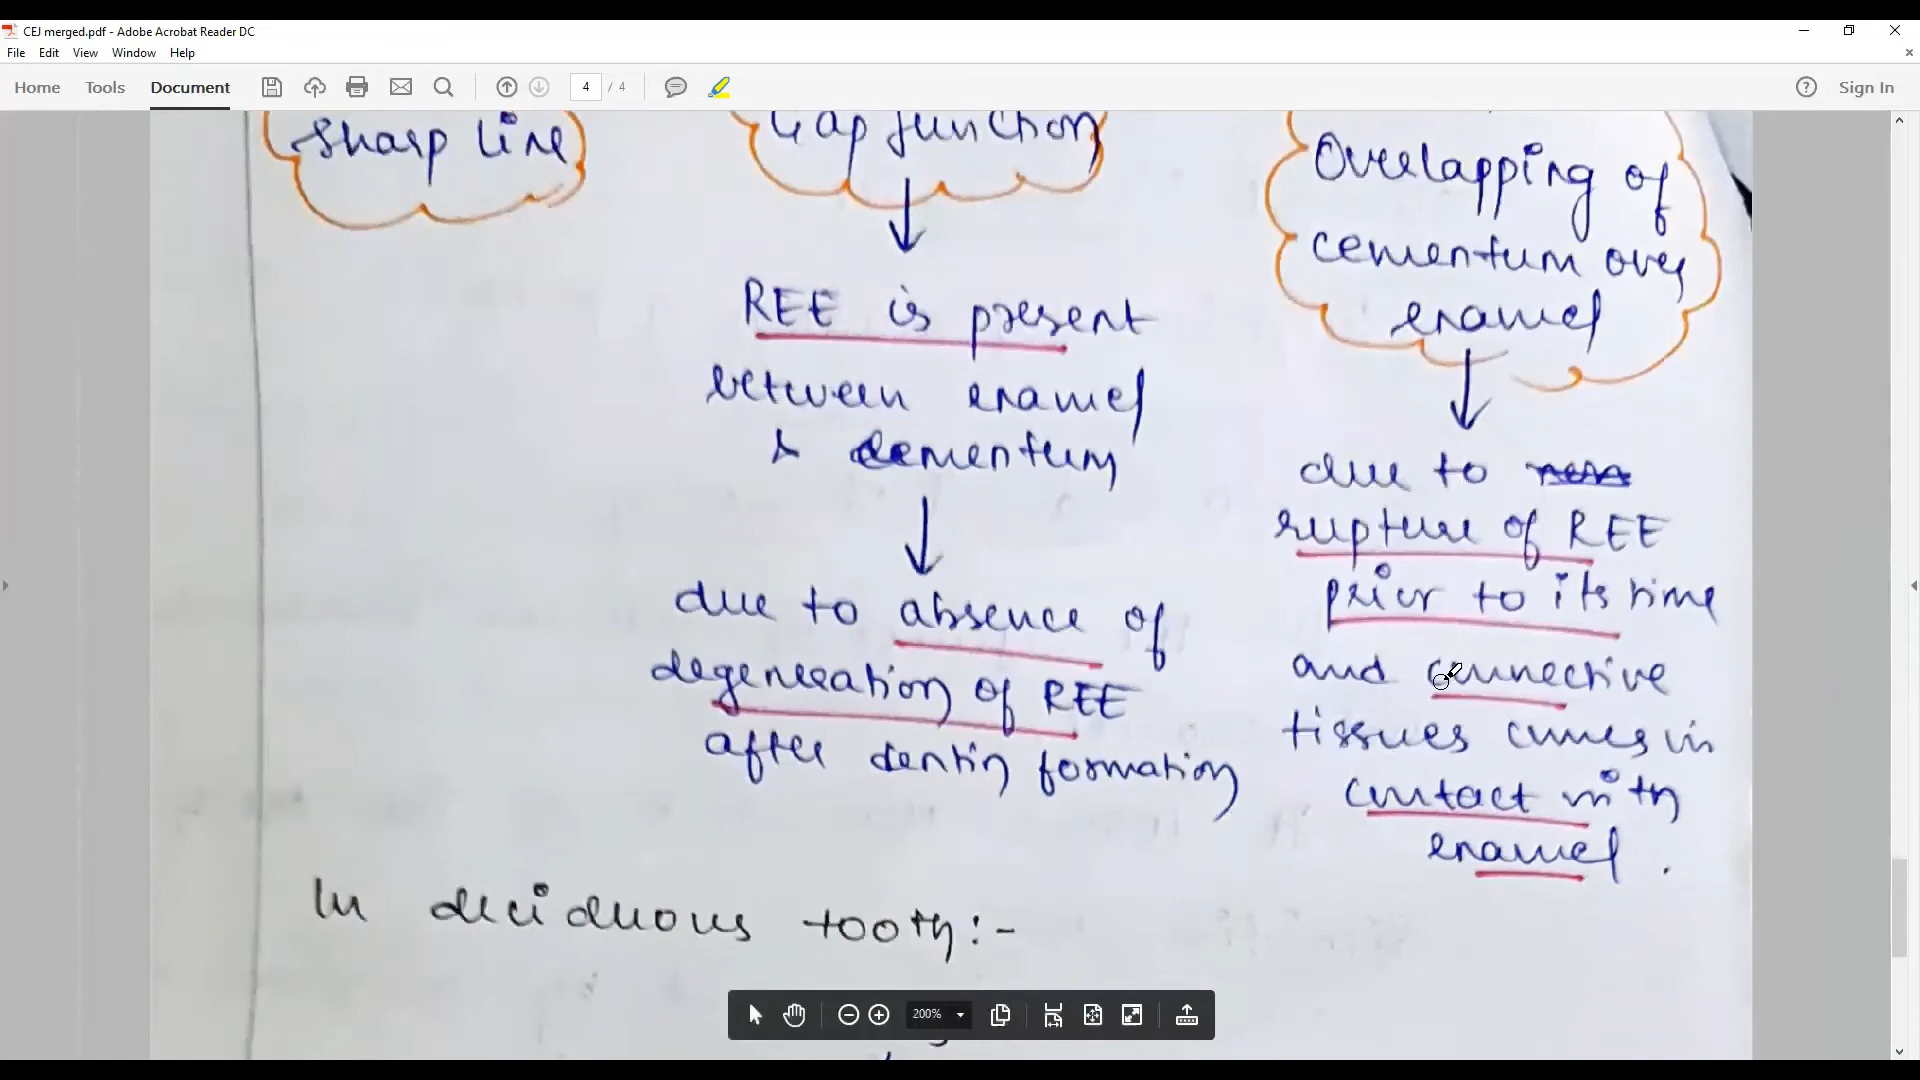 CEJ merged.pdf - Adobe Acrobat Reader DC
File Edit View Window Help
Home Tools Document 4 / 4 Sign In
sharp line
Gap junction
REE is present
between enamel
& cementum
due to absence of
degeneration of REE
after dentin formation
Overlapping of
cementum over
enamel
due to
rupture of REE
prior to its time
and connective
tissues comes in
contact with
enamel .
In deciduous tooth :-
200%